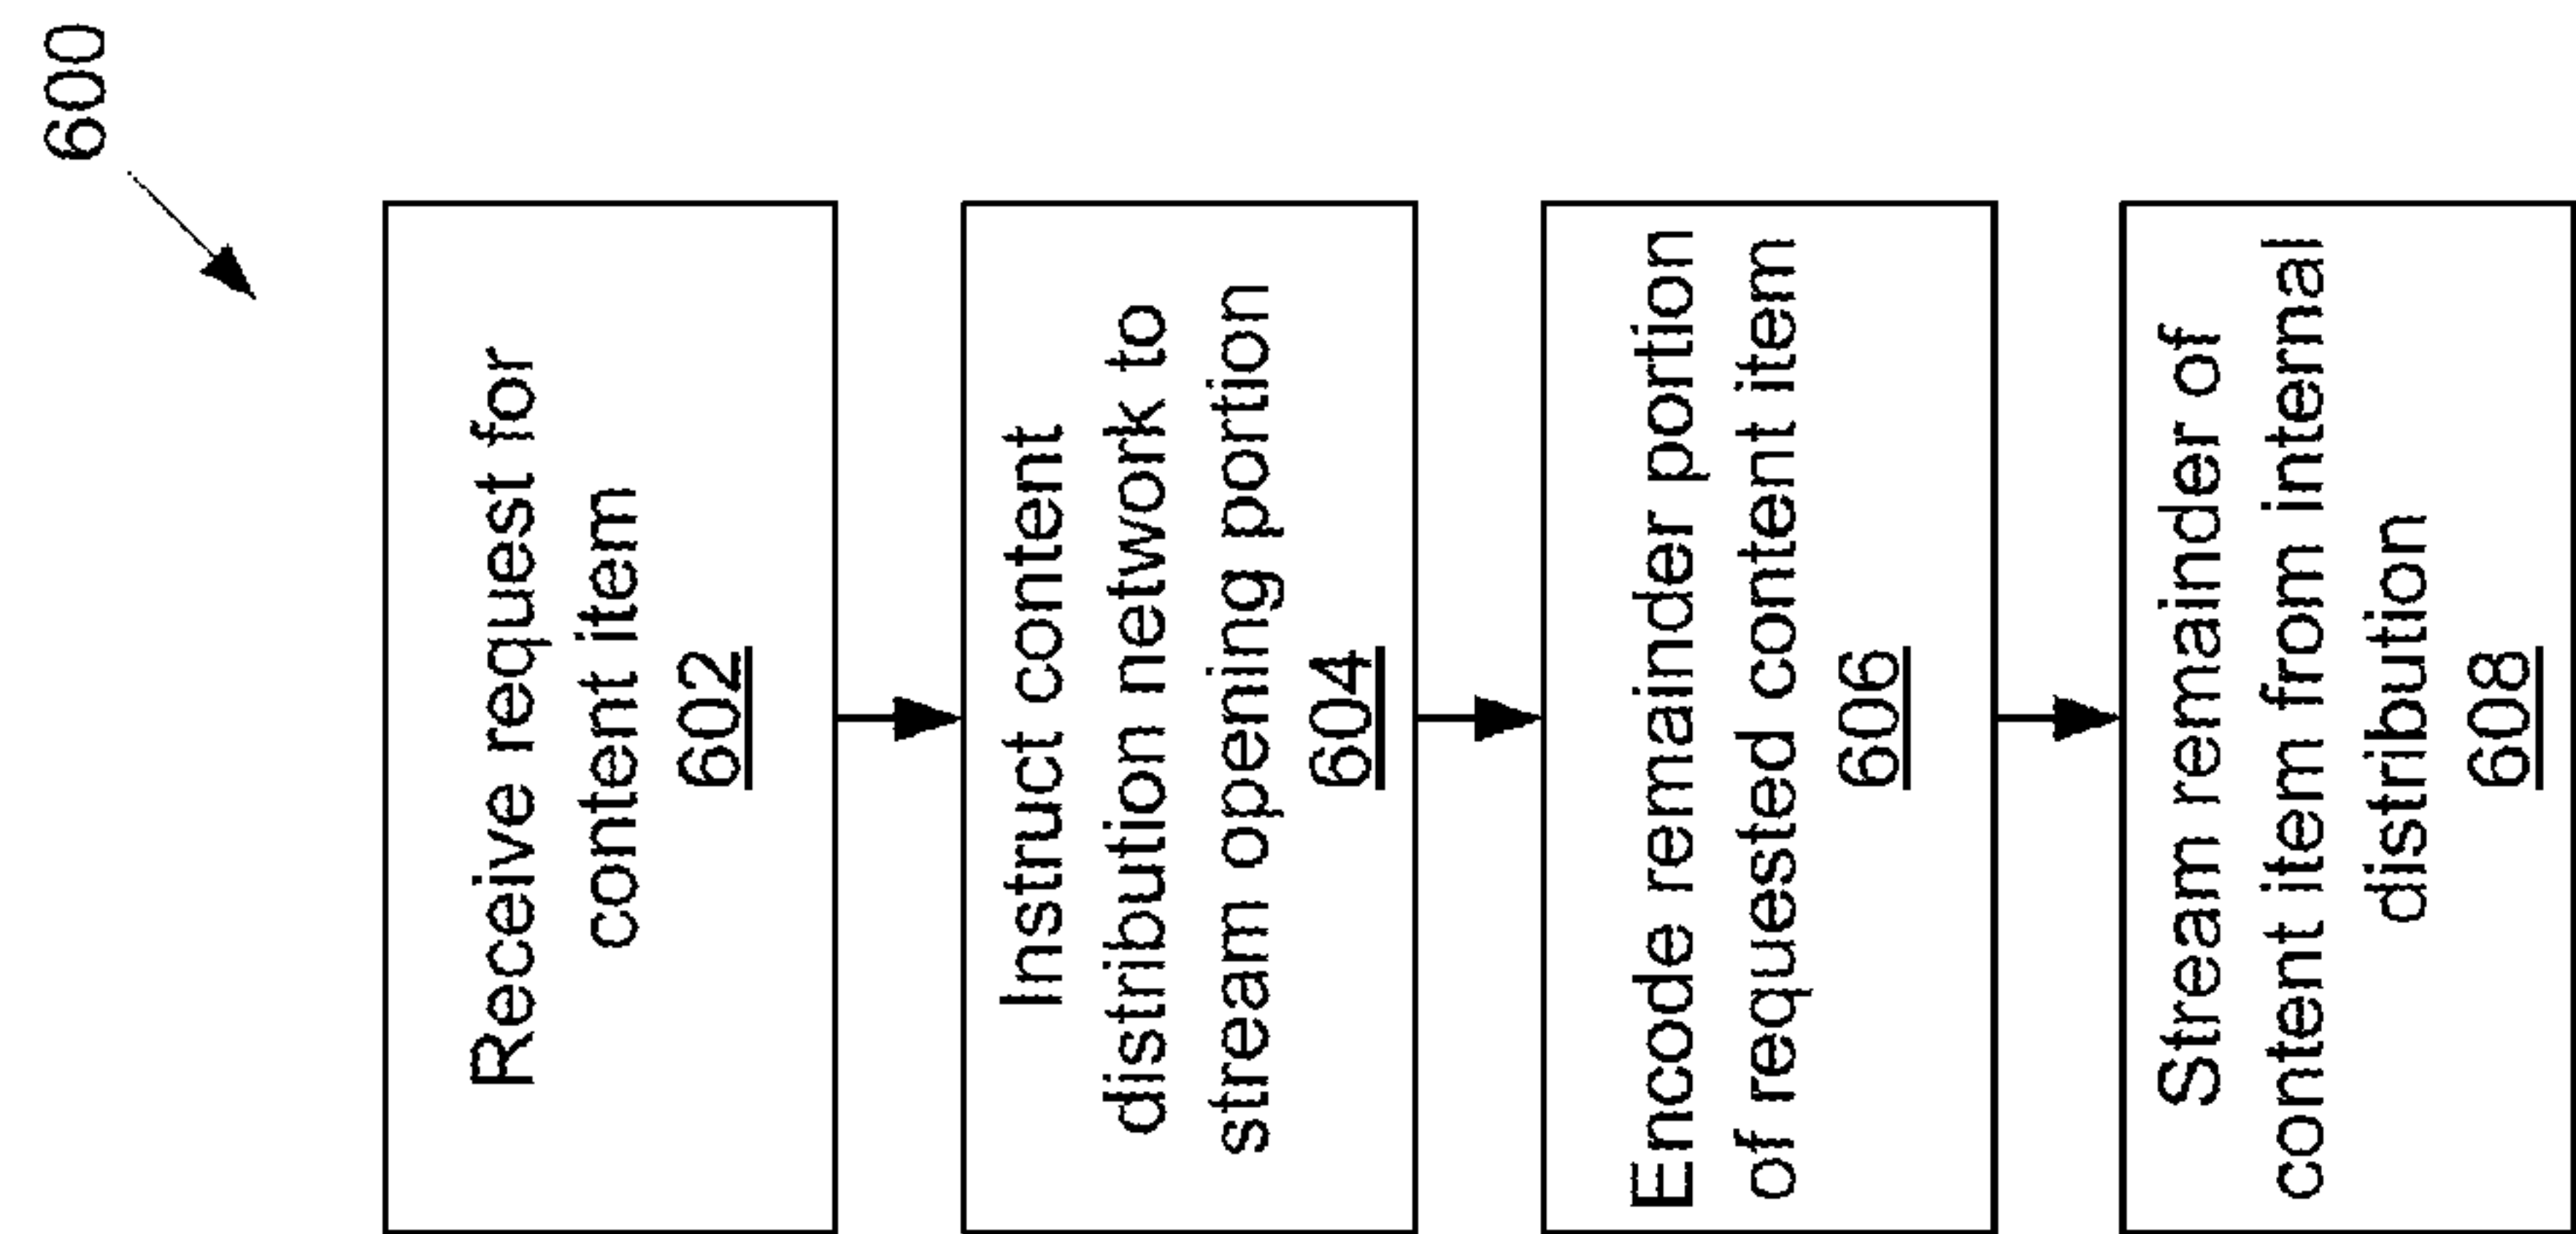 600
Receive request for
content item
602
Instruct content
distribution network to
stream opening portion
604
Encode remainder portion
of requested content item
606
Stream remainder of
content item from internal
distribution
608